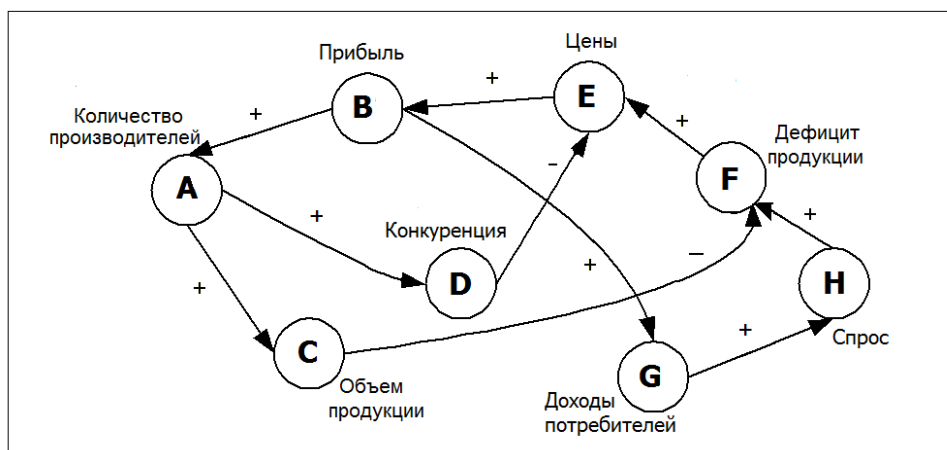 Цены
Прибыль
+
E
B
+
Количество
производителей
+
Дефицит
продукции
–
F
A
+
+
Конкуренция
–
+
D
H
+
C
+
Спрос
G
Объем
продукции
Доходы
потребителей